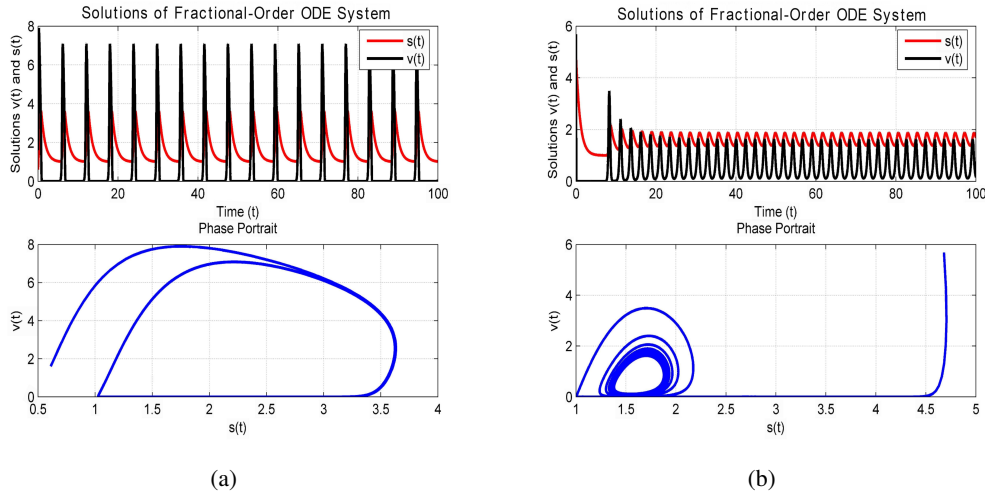 Solutions of Fractional-Order ODE System
Solutions v(t) and s(t)
8
6
4
2
0
s(t)
v(t)
0 20 40 60 80 100
Time (t)
Phase Portrait
v(t)
8
6
4
2
0
0.5 1 1.5 2 2.5 3 3.5 4
s(t)
(a)
Solutions of Fractional-Order ODE System
Solutions v(t) and s(t)
6
4
2
0
s(t)
v(t)
0 20 40 60 80 100
Time (t)
Phase Portrait
v(t)
6
4
2
0
1 1.5 2 2.5 3 3.5 4 4.5 5
s(t)
(b)